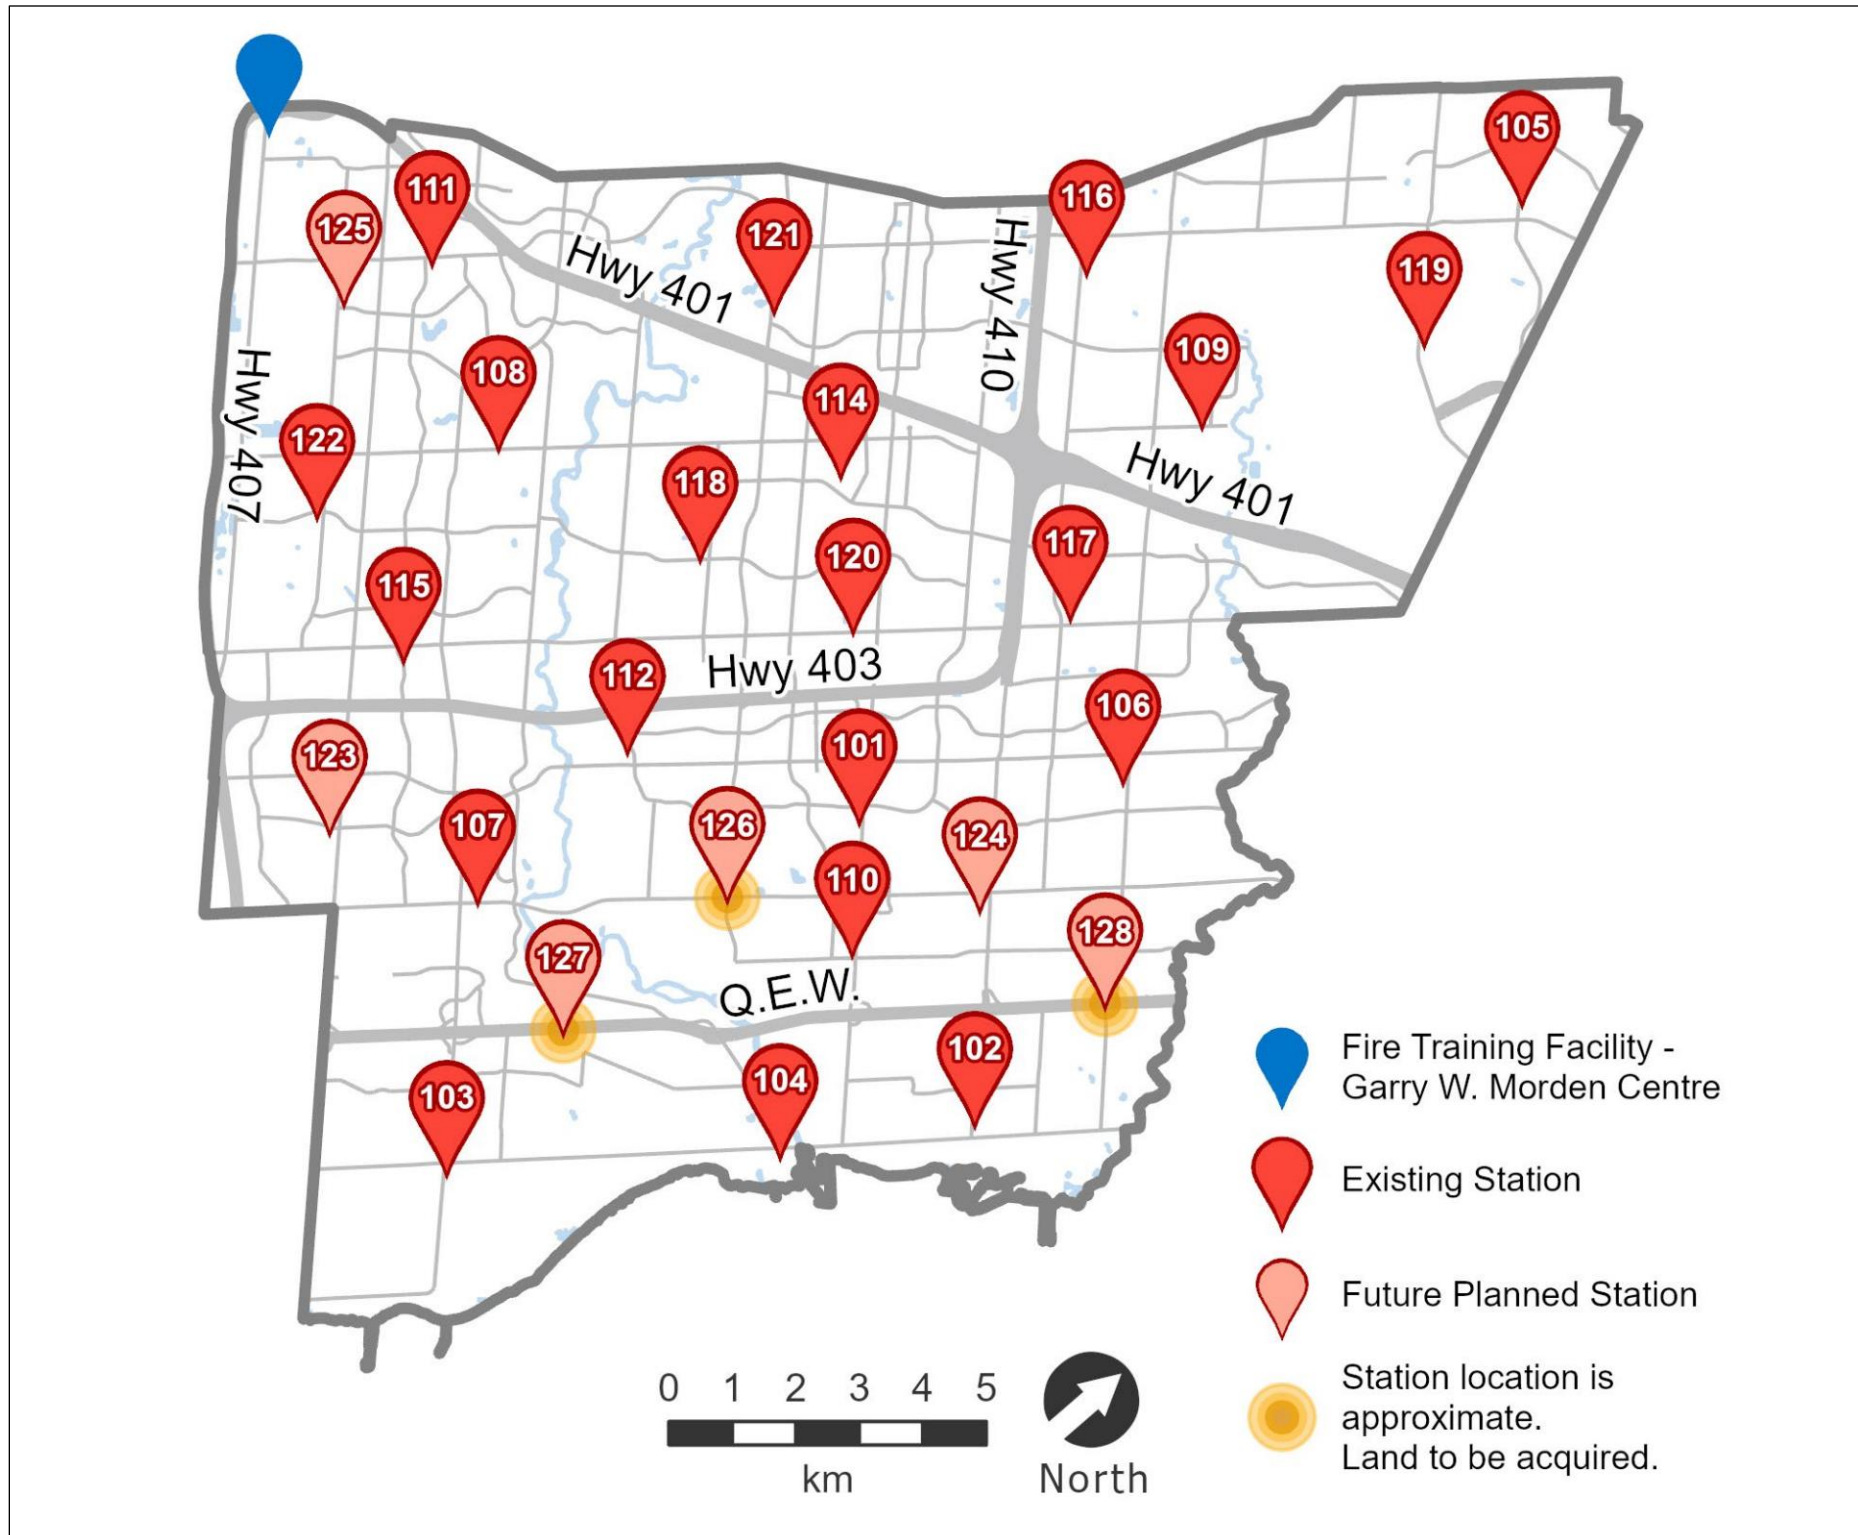 105
111
116
125
121
Hwy 401
Hwy 410
119
109
Hwy 407
108
114
122
Hwy 401
118
117
120
115
Hwy 403
112
106
101
123
107
126
124
110
128
127
Q.E.W.
102
104
103
Fire Training Facility -
Garry W. Morden Centre
Existing Station
Future Planned Station
Station location is
approximate.
Land to be acquired.
0 1 2 3 4 5
km
North